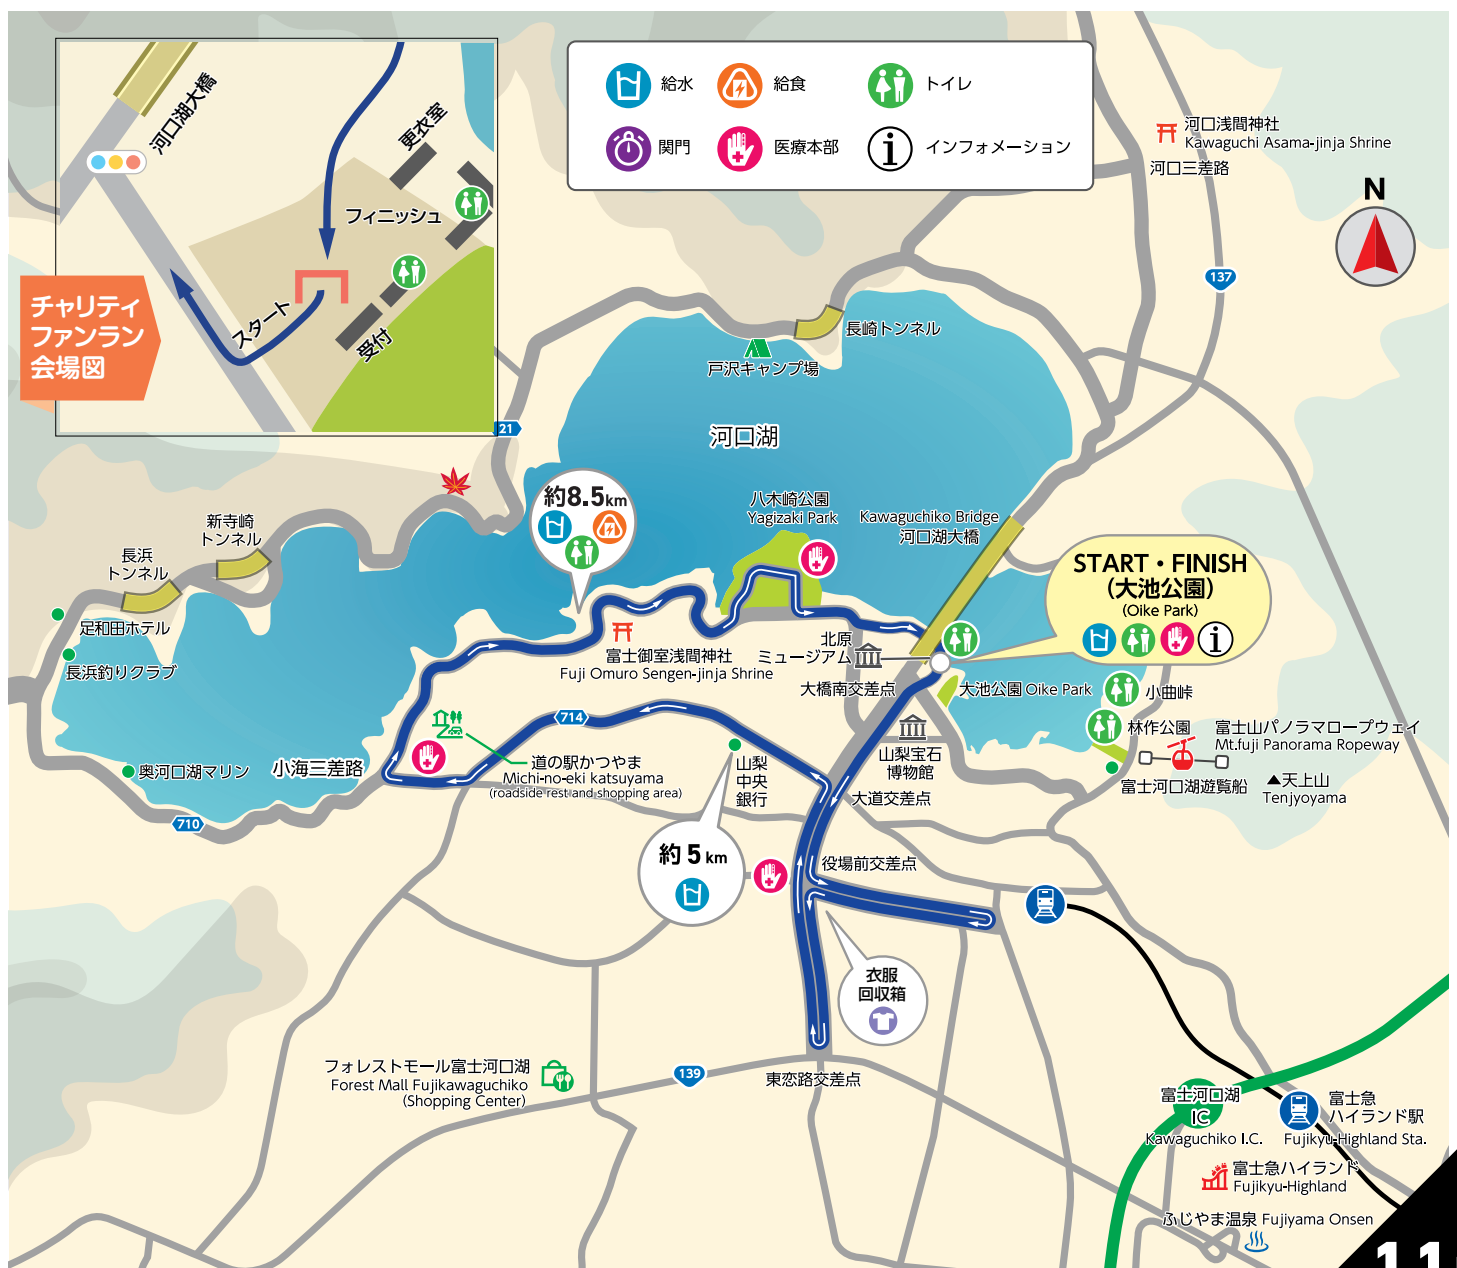 給水
給食
トイレ
関門
医療本部
インフォメーション
河口湖大橋
更衣室
フィニッシュ
スタート
受付
チャリティ
ファンラン
会場図
河口浅間神社
Kawaguchi Asama-jinja Shrine
河口三差路
N
137
長崎トンネル
戸沢キャンプ場
河口湖
21
約8.5km
八木崎公園
Yagizaki Park
Kawaguchiko Bridge
河口湖大橋
新寺崎
トンネル
長浜
トンネル
足和田ホテル
長浜釣りクラブ
START・FINISH
(大池公園)
(Oike Park)
北原
ミュージアム
富士御室浅間神社
Fuji Omuro Sengen-jinja Shrine
大橋南交差点
大池公園 Oike Park
小曲峠
林作公園
富士山パノラマロープウェイ
Mt.fuji Panorama Ropeway
714
小海三差路
奥河口湖マリン
道の駅かつやま
Michi-no-eki katsuyama
(roadside rest and shopping area)
山梨
中央
銀行
山梨宝石
博物館
大道交差点
富士河口湖遊覧船
▲天上山
Tenjyoyama
710
約5km
役場前交差点
衣服
回収箱
フォレストモール富士河口湖
Forest Mall Fujikawaguchiko
(Shopping Center)
139
東恋路交差点
富士河口湖
IC
Kawaguchiko I.C.
富士急
ハイランド駅
Fujikyu-Highland Sta.
富士急ハイランド
Fujikyu-Highland
ふじやま温泉 Fujiyama Onsen
11